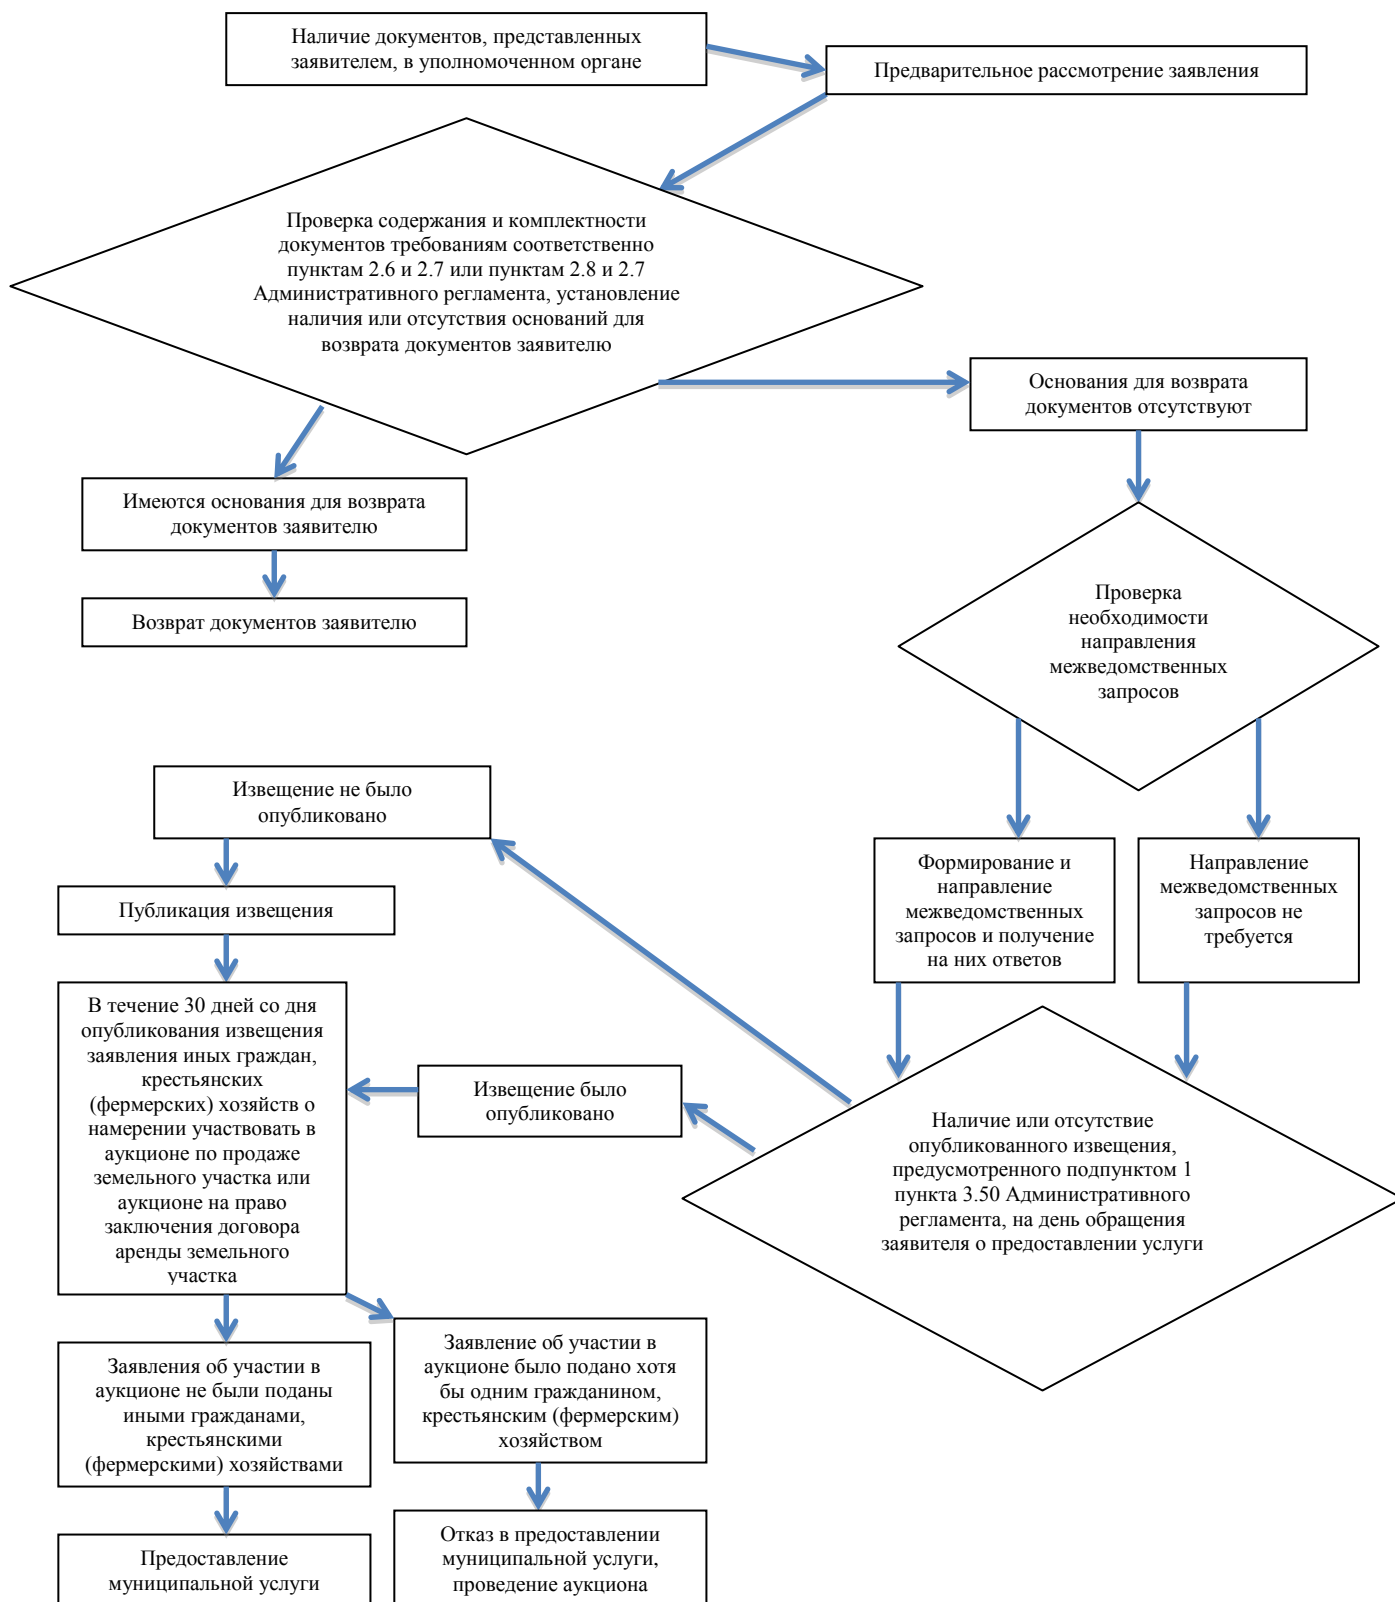 Наличие документов, представленных
заявителем, в уполномоченном органе
Предварительное рассмотрение заявления
Проверка содержания и комплектности
документов требованиям соответственно
пунктам 2.6 и 2.7 или пунктам 2.8 и 2.7
Административного регламента, установление
наличия или отсутствия оснований для
возврата документов заявителю
Основания для возврата
документов отсутствуют
Имеются основания для возврата
документов заявителю
Возврат документов заявителю
Проверка
необходимости
направления
межведомственных
запросов
Формирование и
направление
межведомственных
запросов и получение
на них ответов
Направление
межведомственных
запросов не
требуется
Наличие или отсутствие
опубликованного извещения,
предусмотренного подпунктом 1
пункта 3.50 Административного
регламента, на день обращения
заявителя о предоставлении услуги
Извещение не было
опубликовано
Публикация извещения
Извещение было
опубликовано
В течение 30 дней со дня
опубликования извещения
заявления иных граждан,
крестьянских
(фермерских) хозяйств о
намерении участвовать в
аукционе по продаже
земельного участка или
аукционе на право
заключения договора
аренды земельного
участка
Заявления об участии в
аукционе не были поданы
иными гражданами,
крестьянскими
(фермерскими) хозяйствами
Заявление об участии в
аукционе было подано хотя
бы одним гражданином,
крестьянским (фермерским)
хозяйством
Предоставление
муниципальной услуги
Отказ в предоставлении
муниципальной услуги,
проведение аукциона